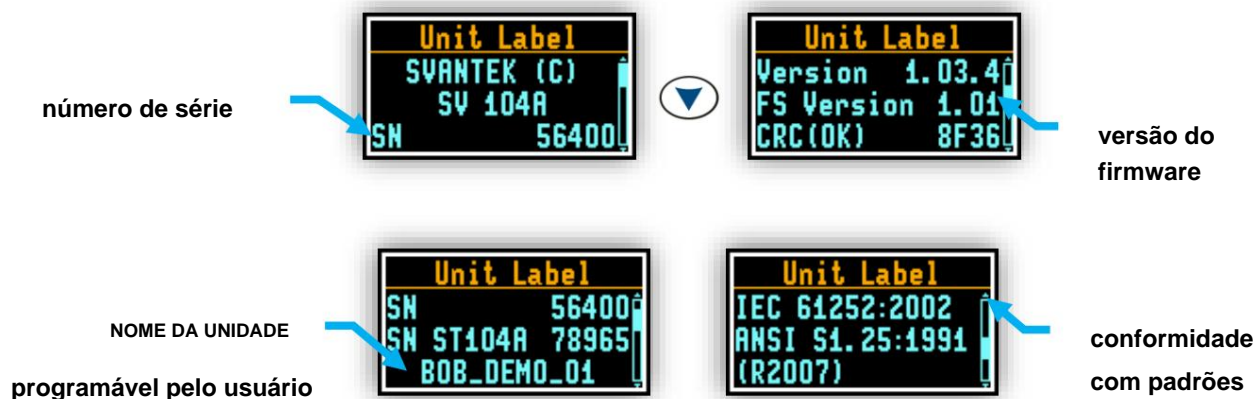 Unit Label
SVANTEK (C)
SV 104A
SN 56400
número de série
Unit Label
Version 1.03.4
FS Version 1.01
CRC(OK) 8F36
versão do
firmware
Unit Label
SN 56400
SN ST104A 78965
BOB_DEMO_01
NOME DA UNIDADE
programável pelo usuário
Unit Label
IEC 61252:2002
ANSI S1.25:1991
(R2007)
conformidade
com padrões